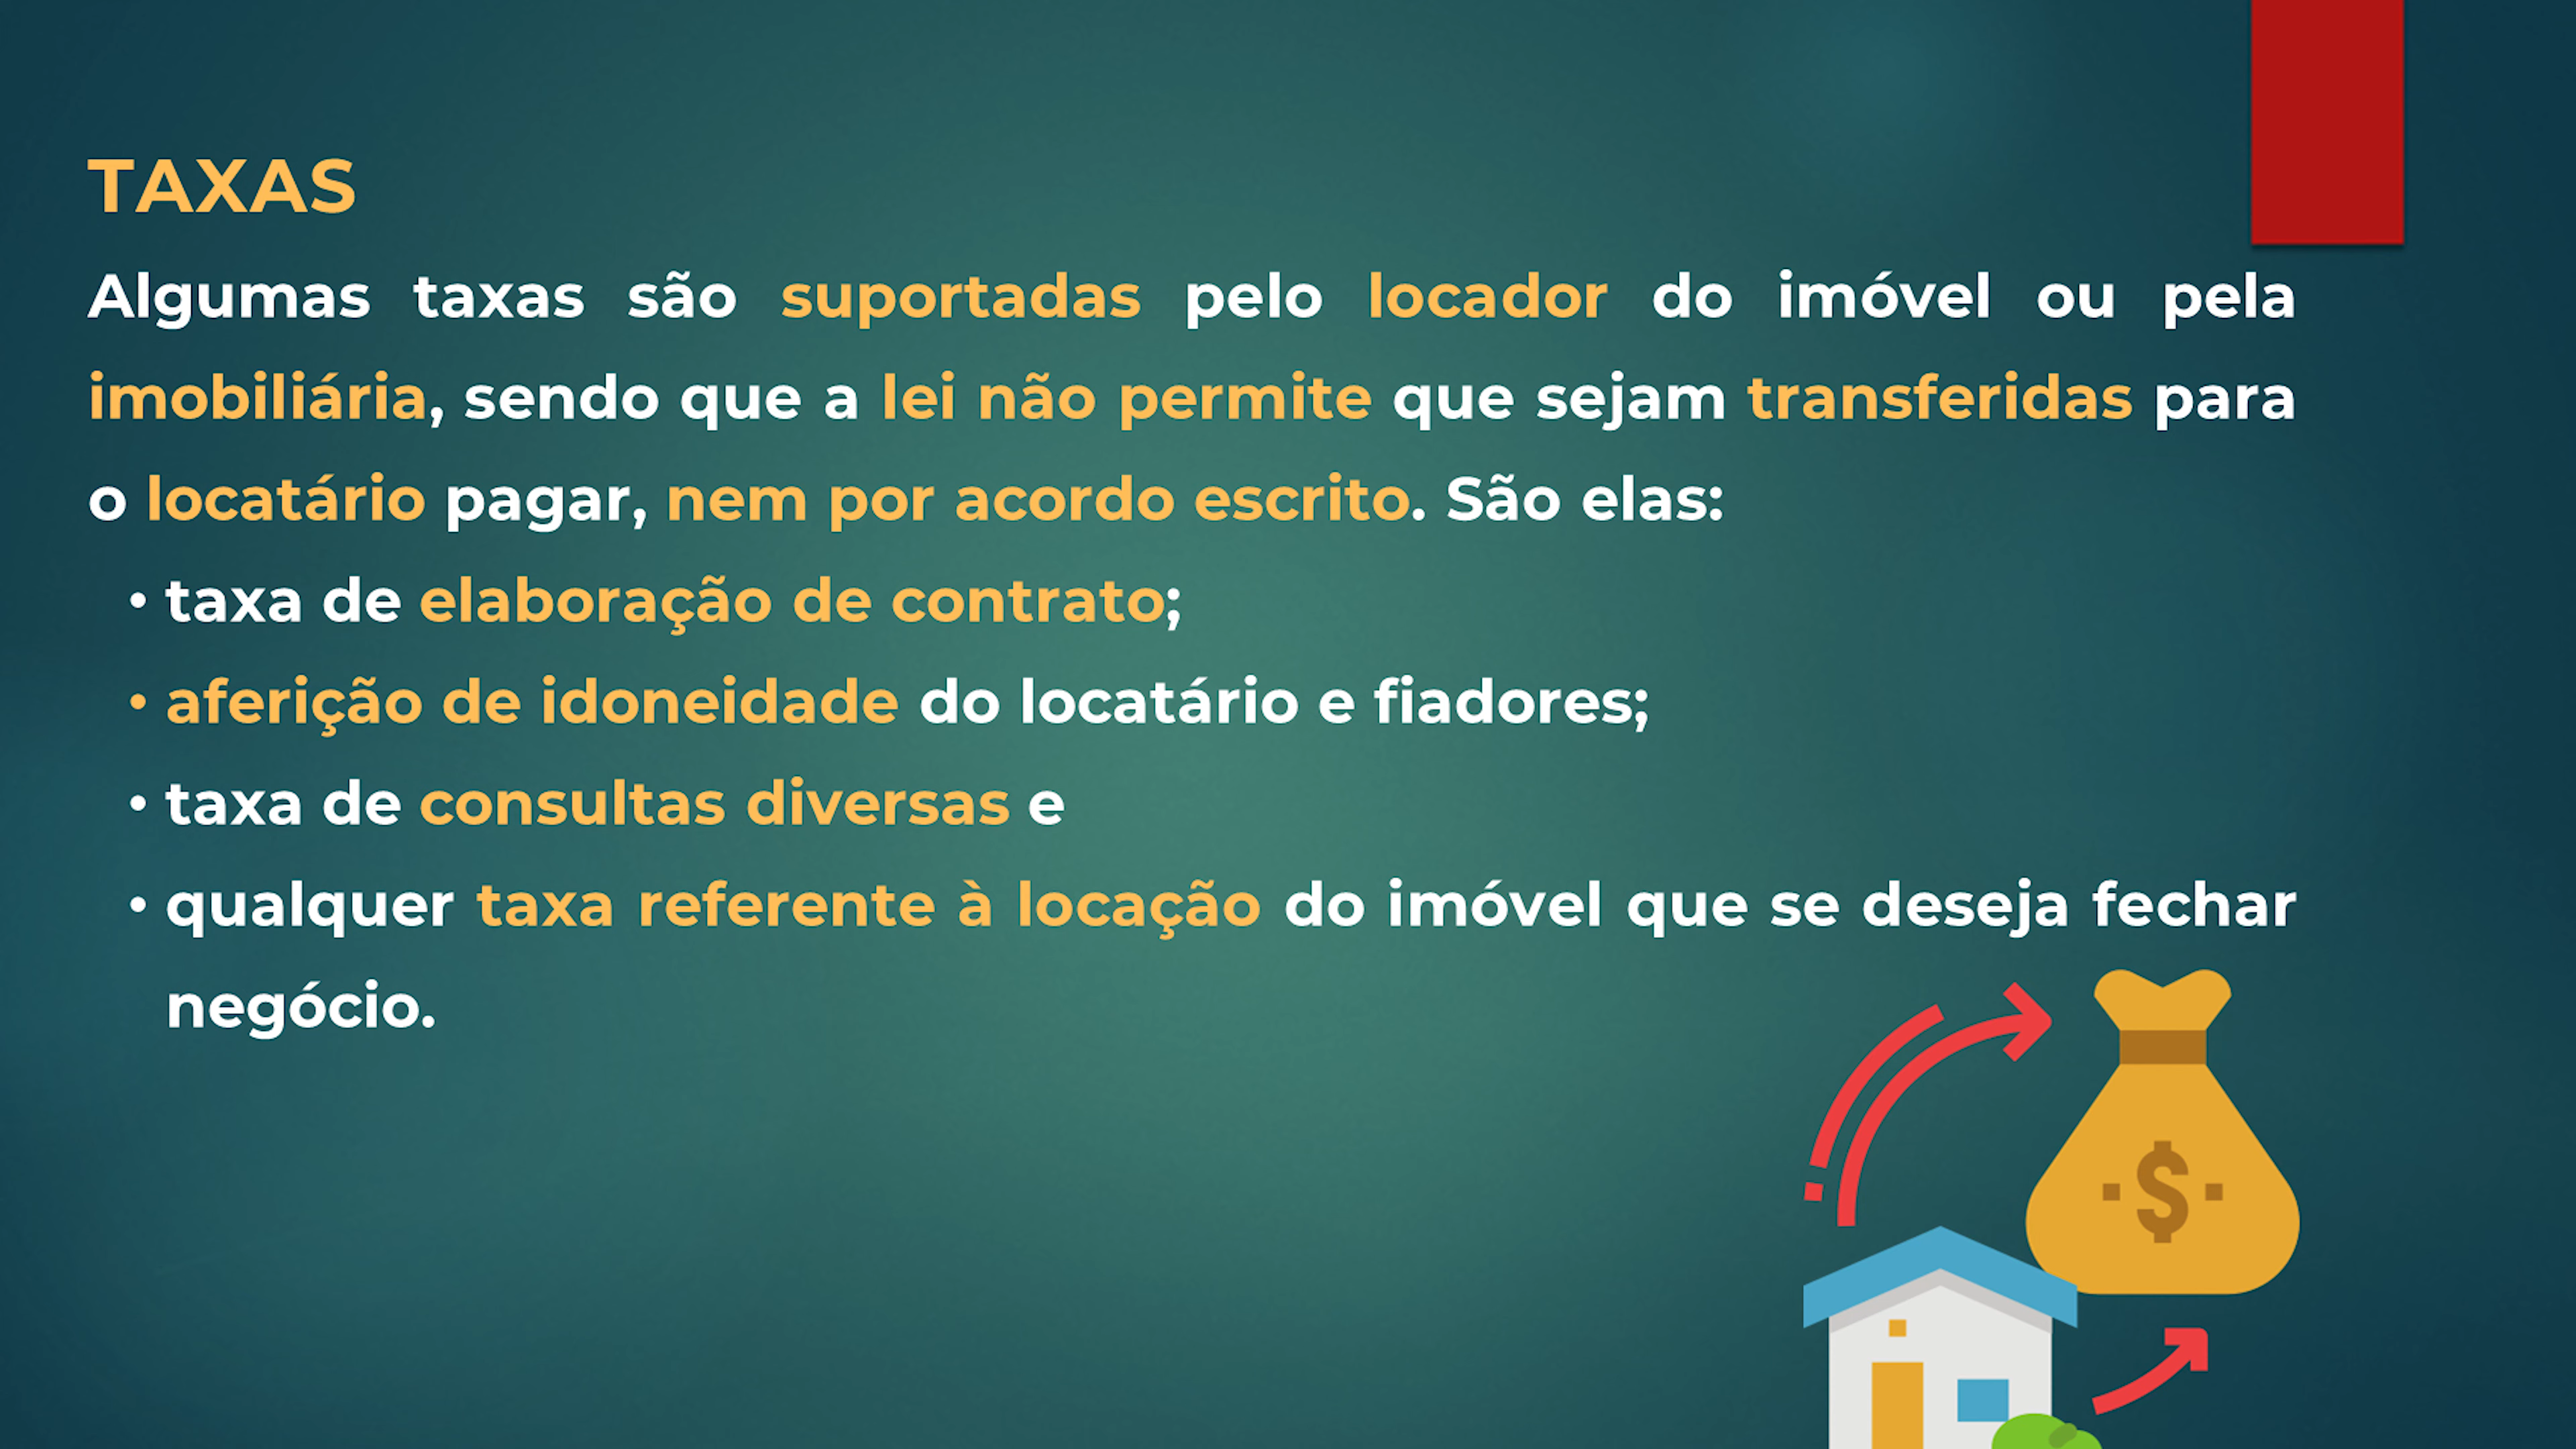 TAXAS
Algumas taxas são suportadas pelo locador do imóvel ou pela
imobiliária, sendo que a lei não permite que sejam transferidas para
o locatário pagar, nem por acordo escrito. São elas:
• taxa de elaboração de contrato;
• aferição de idoneidade do locatário e fiadores;
• taxa de consultas diversas e
• qualquer taxa referente à locação do imóvel que se deseja fechar
negócio.
$